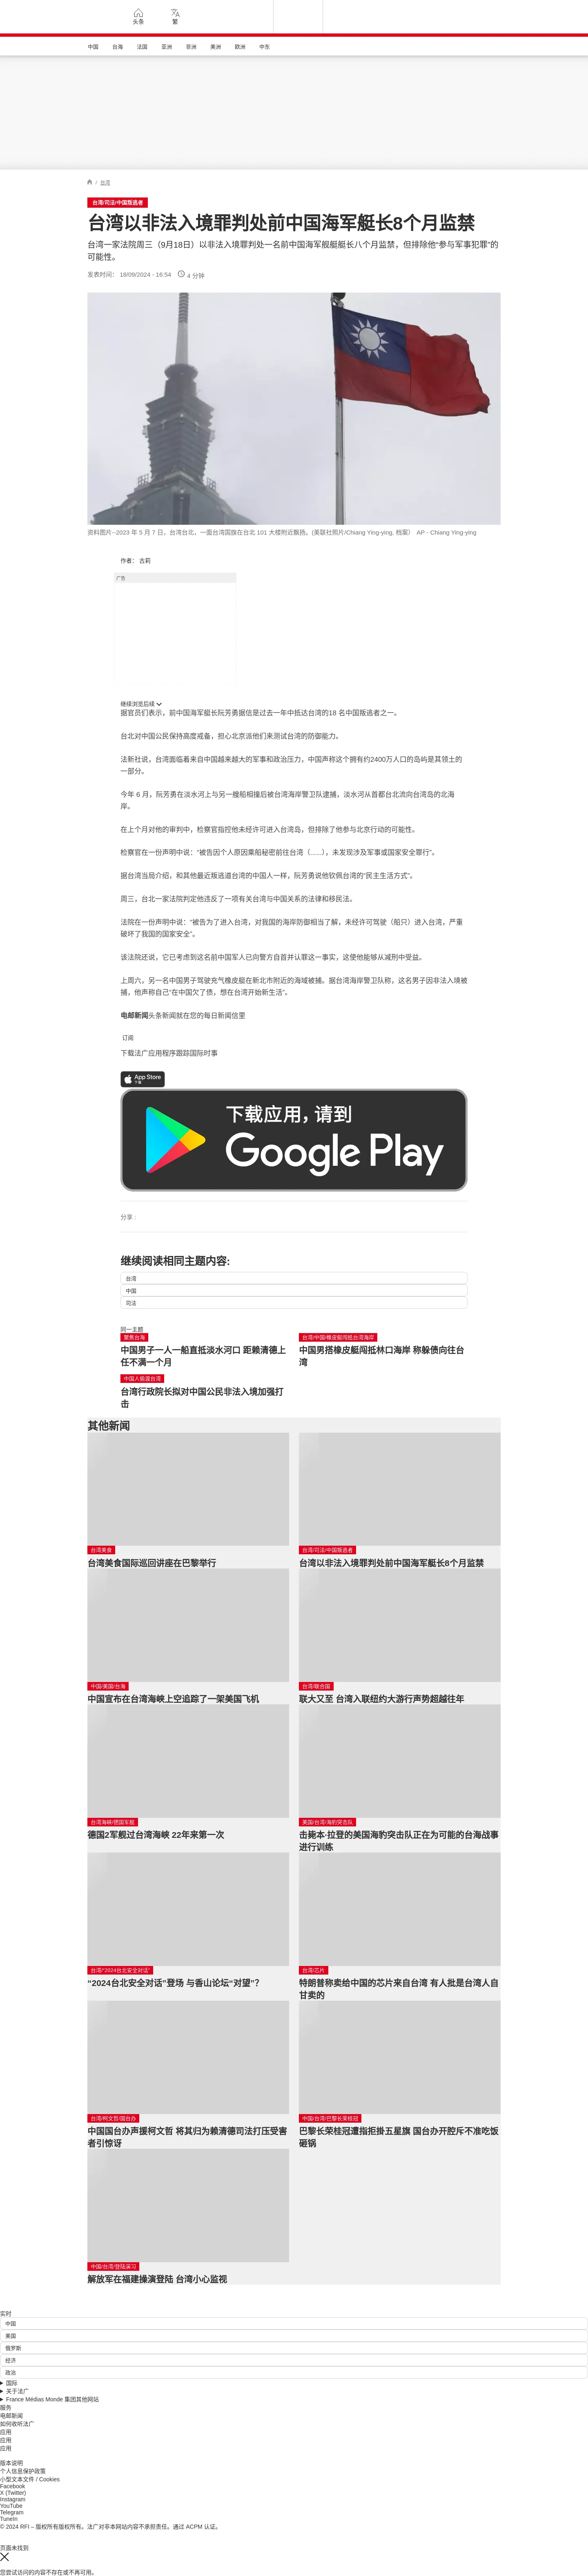 头条
繁
中国
台海
法国
亚洲
非洲
美洲
欧洲
中东
/ 台湾
台湾/司法/中国叛逃者
台湾以非法入境罪判处前中国海军艇长8个月监禁
台湾一家法院周三（9月18日）以非法入境罪判处一名前中国海军舰艇艇长八个月监禁，但排除他“参与军事犯罪”的
可能性。
发表时间： 18/09/2024 - 16:54
4 分钟
资料图片--2023 年 5 月 7 日，台湾台北，一面台湾国旗在台北 101 大楼附近飘扬。(美联社照片/Chiang Ying-ying, 档案） AP - Chiang Ying-ying
作者： 古莉
广告
继续浏览后续
据官员们表示，前中国海军艇长阮芳勇据信是过去一年中抵达台湾的18 名中国叛逃者之一。
台北对中国公民保持高度戒备，担心北京派他们来测试台湾的防御能力。
法新社说，台湾面临着来自中国越来越大的军事和政治压力，中国声称这个拥有约2400万人口的岛屿是其领土的
一部分。
今年 6 月，阮芳勇在淡水河上与另一艘船相撞后被台湾海岸警卫队逮捕，淡水河从首都台北流向台湾岛的北海
岸。
在上个月对他的审判中，检察官指控他未经许可进入台湾岛，但排除了他参与北京行动的可能性。
检察官在一份声明中说：“被告因个人原因乘船秘密前往台湾（......），未发现涉及军事或国家安全罪行”。
据台湾当局介绍，和其他最近叛逃道台湾的中国人一样，阮芳勇说他钦佩台湾的“民主生活方式”。
周三，台北一家法院判定他违反了一项有关台湾与中国关系的法律和移民法。
法院在一份声明中说：“被告为了进入台湾，对我国的海岸防御相当了解，未经许可驾驶（船只）进入台湾，严重
破坏了我国的国家安全”。
该法院还说，它已考虑到这名前中国军人已向警方自首并认罪这一事实，这使他能够从减刑中受益。
上周六，另一名中国男子驾驶充气橡皮艇在新北市附近的海域被捕。据台湾海岸警卫队称，这名男子因非法入境被
捕，他声称自己“在中国欠了债，想在台湾开始新生活”。
电邮新闻头条新闻就在您的每日新闻信里
订阅
下载法广应用程序跟踪国际时事
App Store
下载
下载应用，请到
Google Play
分享 :
继续阅读相同主题内容:
台湾
中国
司法
同一主题
聚焦台海
中国男子一人一船直抵淡水河口 距赖清德上
任不满一个月
台湾/中国/橡皮艇闯抵台湾海岸
中国男搭橡皮艇闯抵林口海岸 称躲债向往台
湾
中国人偷渡台湾
台湾行政院长拟对中国公民非法入境加强打
击
其他新闻
台湾美食
台湾美食国际巡回讲座在巴黎举行
台湾/司法/中国叛逃者
台湾以非法入境罪判处前中国海军艇长8个月监禁
中国/美国/台海
中国宣布在台湾海峡上空追踪了一架美国飞机
台湾/联合国
联大又至 台湾入联纽约大游行声势超越往年
台湾海峡/德国军舰
德国2军舰过台湾海峡 22年来第一次
美国/台湾/海豹突击队
击毙本·拉登的美国海豹突击队正在为可能的台海战事
进行训练
台湾/“2024台北安全对话”
“2024台北安全对话”登场 与香山论坛“对望”？
台湾/芯片
特朗普称卖给中国的芯片来自台湾 有人批是台湾人自
甘卖的
台湾/柯文哲/国台办
中国国台办声援柯文哲 将其归为赖清德司法打压受害
者引惊讶
中国/台湾/巴黎长荣桂冠
巴黎长荣桂冠遭指拒掛五星旗 国台办开腔斥不准吃饭
砸锅
中国/台湾/登陆演习
解放军在福建操演登陆 台湾小心监视
实时
中国
美国
俄罗斯
经济
政治
国际
关于法广
France Médias Monde 集团其他网站
服务
电邮新闻
如何收听法广
应用
应用
应用
版本说明
个人信息保护政策
小型文本文件 / Cookies
Facebook
X (Twitter)
Instagram
YouTube
Telegram
TuneIn
© 2024 RFI – 版权所有版权所有。法广对非本网站内容不承担责任。通过 ACPM 认证。
页面未找到
您尝试访问的内容不存在或不再可用。